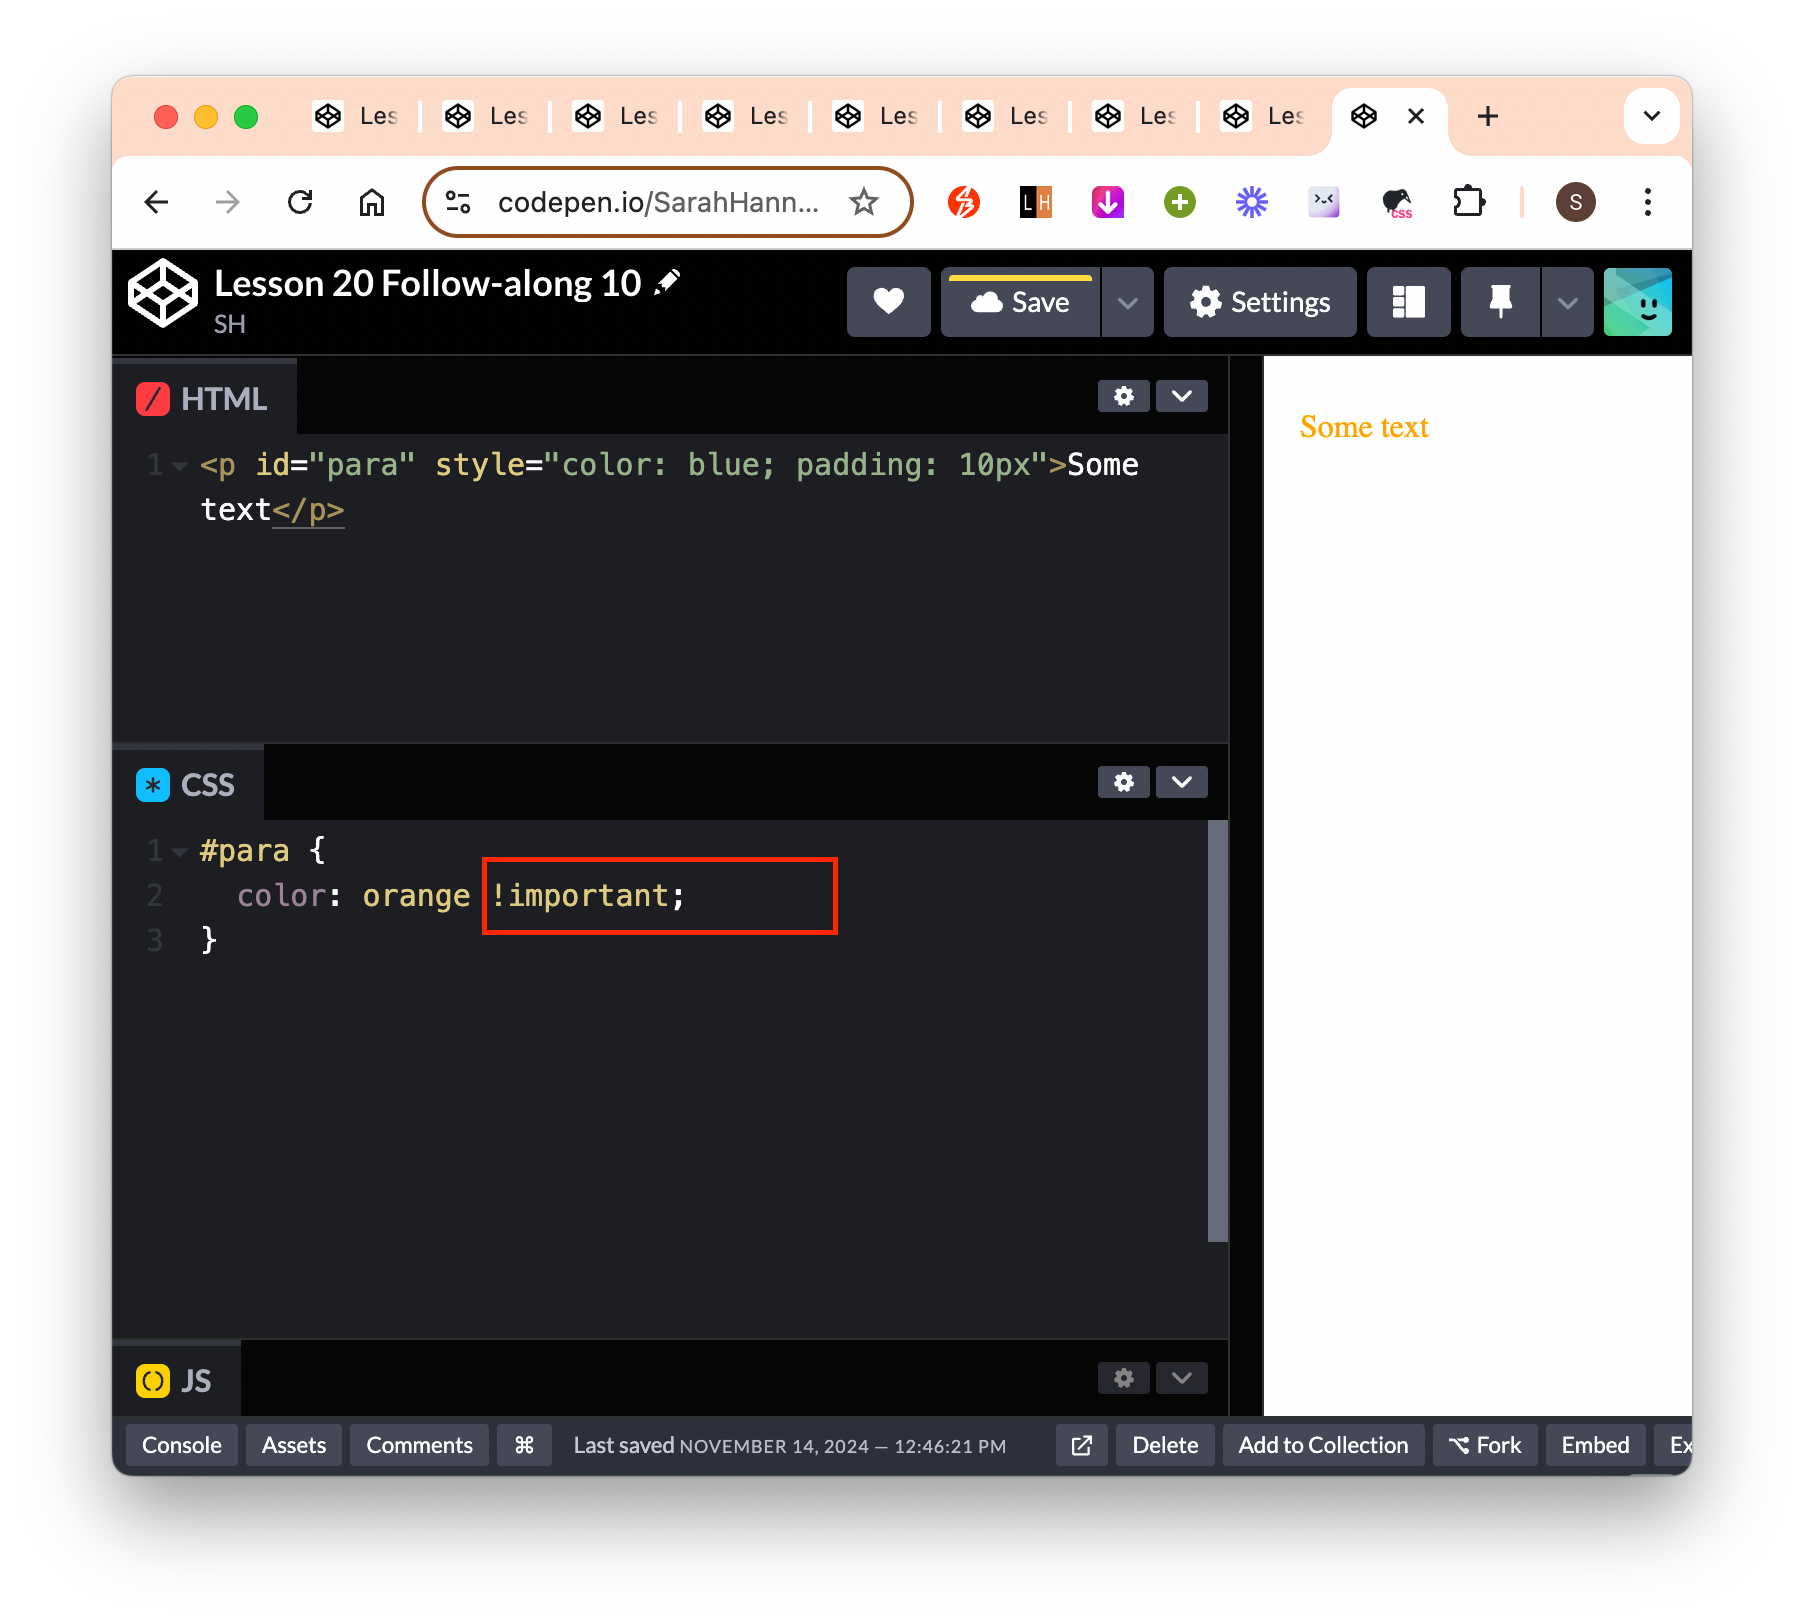 Les Les Les Les Les Les Les Les
codepen.io/SarahHann... LH css S
Lesson 20 Follow-along 10
SH
Save Settings
HTML
1 <p id="para" style="color: blue; padding: 10px">Some
text</p>
Some text
CSS
1 #para {
2 color: orange !important;
3 }
JS
Console Assets Comments ⌘ Last saved NOVEMBER 14, 2024 — 12:46:21 PM Delete Add to Collection Fork Embed Ex